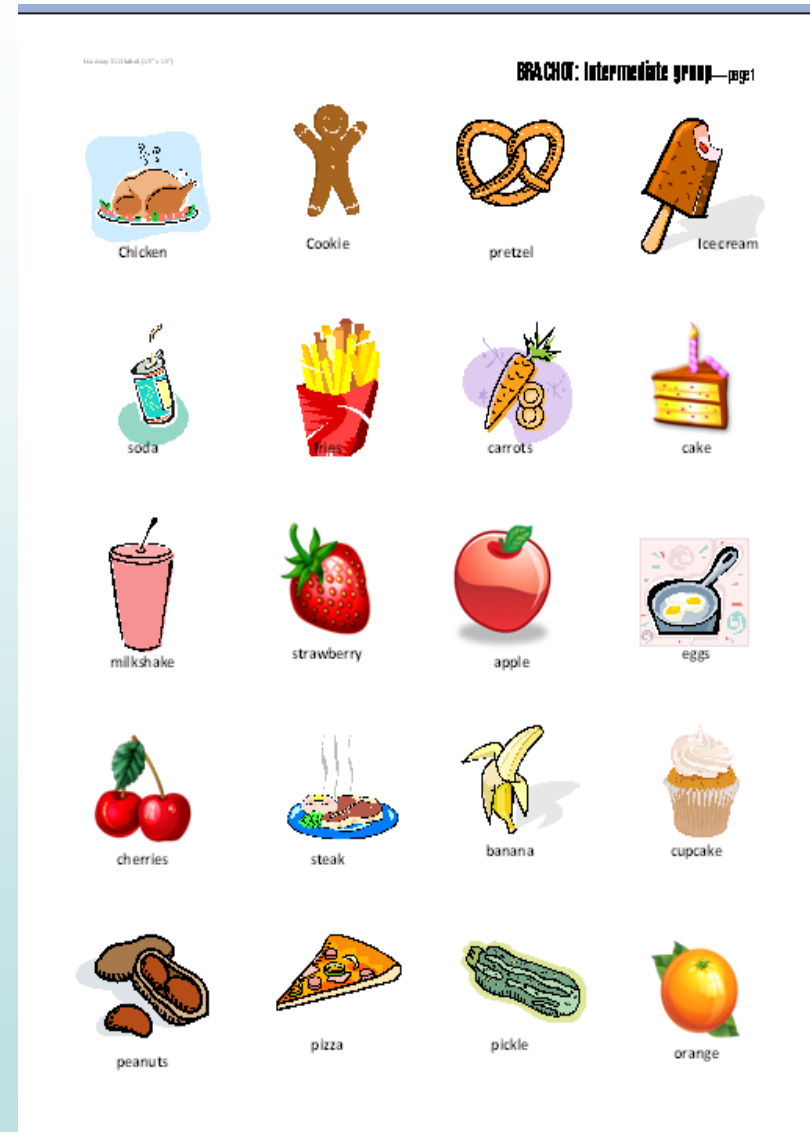 BRACHOT: Intermediate group—page1
Chicken
Cookie
pretzel
Icecream
soda
fries
carrots
cake
milkshake
strawberry
apple
eggs
cherries
steak
banana
cupcake
peanuts
pizza
pickle
orange